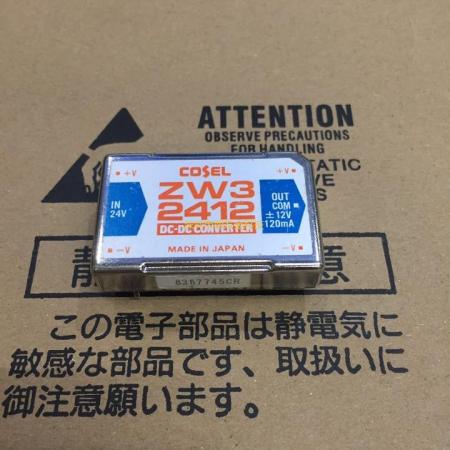 ATTENTION
OBSERVE PRECAUTIONS
FOR HANDLING
COSEL
+V
+V
ZW3
2412
IN
24V
OUT
COM
±12V
120mA
DC-DC CONVERTER
-V
-V
MADE IN JAPAN
8367745CR
この電子部品は静電気に
敏感な部品です、取扱いに
御注意願います。